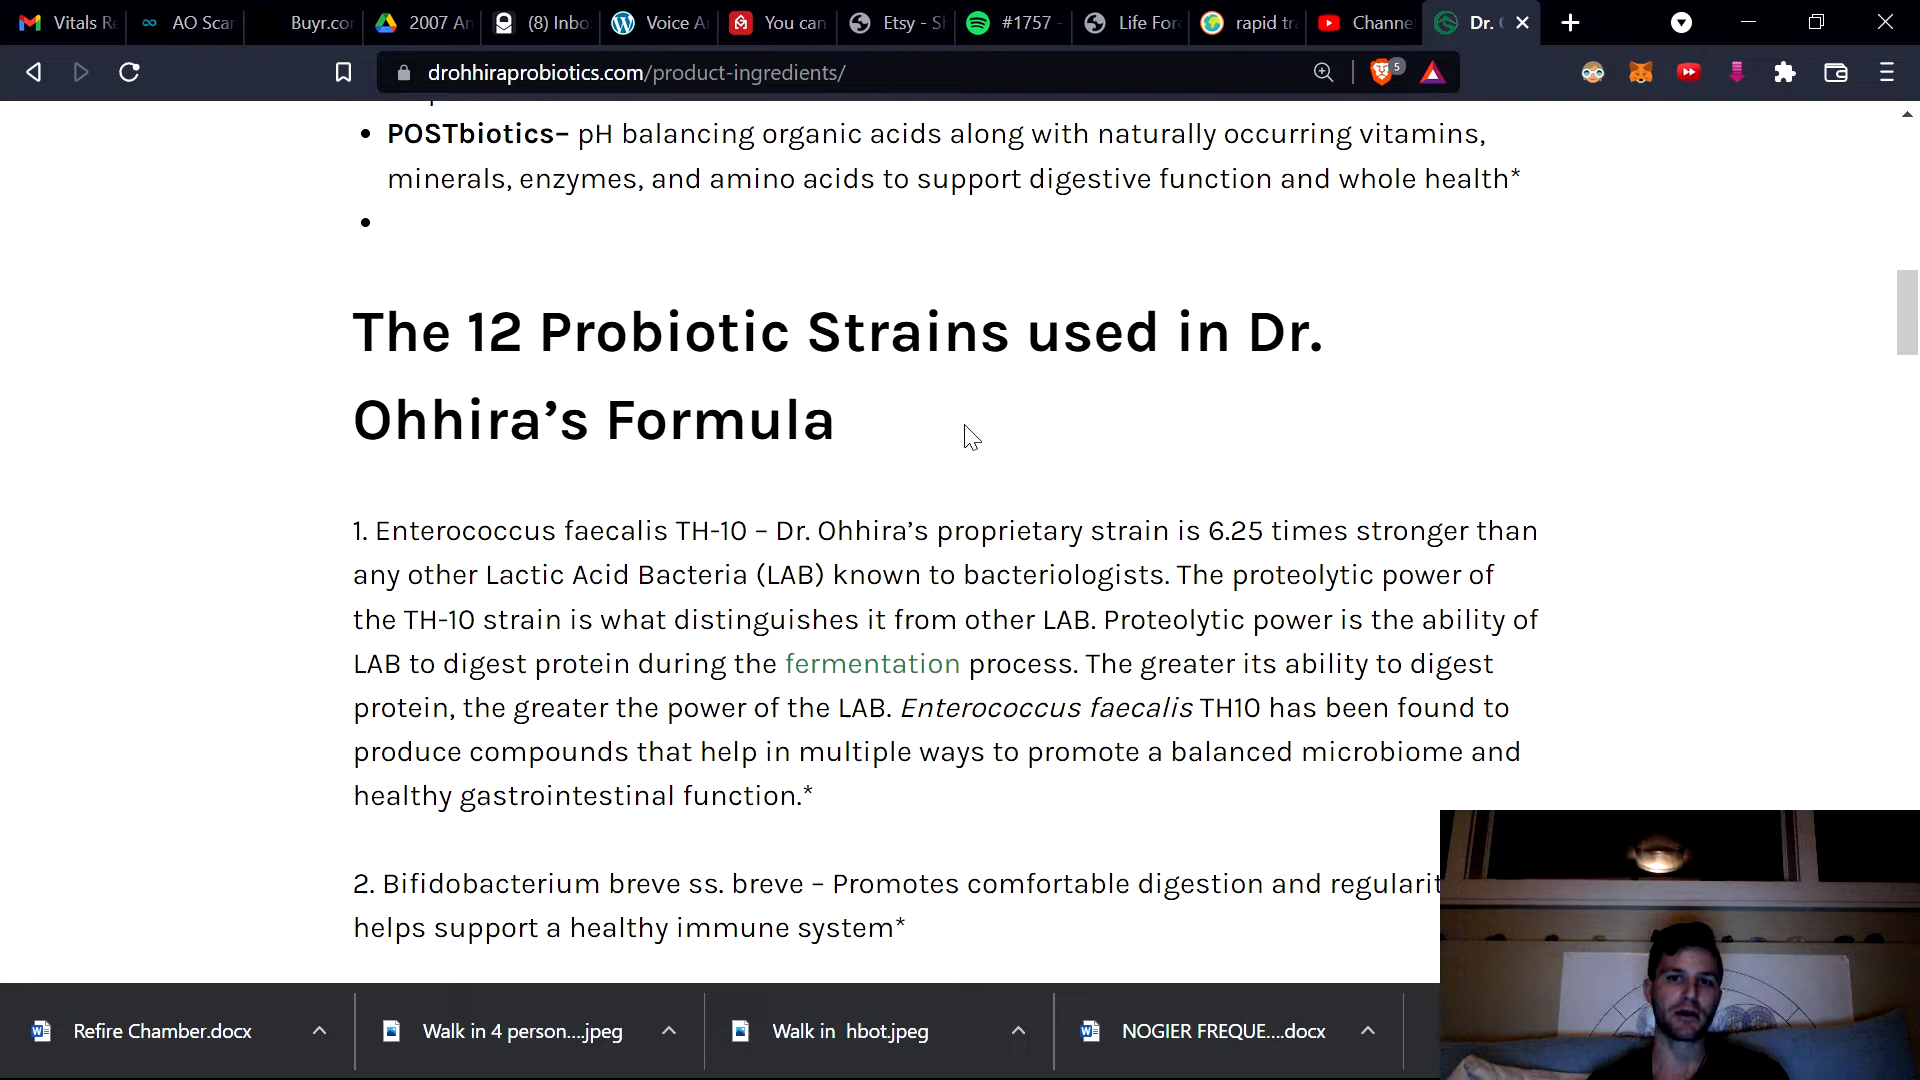 Vitals Re
AO Scar
Buyr.co
2007 An
(8) Inbo
Voice A
You can
Etsy - S
#1757 -
Life For
rapid tr
Channe
Dr.
drohhiraprobiotics.com/product-ingredients/
5
• POSTbiotics– pH balancing organic acids along with naturally occurring vitamins,
minerals, enzymes, and amino acids to support digestive function and whole health*
•
The 12 Probiotic Strains used in Dr.
Ohhira’s Formula
1. Enterococcus faecalis TH-10 – Dr. Ohhira’s proprietary strain is 6.25 times stronger than
any other Lactic Acid Bacteria (LAB) known to bacteriologists. The proteolytic power of
the TH-10 strain is what distinguishes it from other LAB. Proteolytic power is the ability of
LAB to digest protein during the fermentation process. The greater its ability to digest
protein, the greater the power of the LAB. Enterococcus faecalis TH10 has been found to
produce compounds that help in multiple ways to promote a balanced microbiome and
healthy gastrointestinal function.*
2. Bifidobacterium breve ss. breve – Promotes comfortable digestion and regularit
helps support a healthy immune system*
Refire Chamber.docx
Walk in 4 person....jpeg
Walk in hbot.jpeg
NOGIER FREQUE....docx